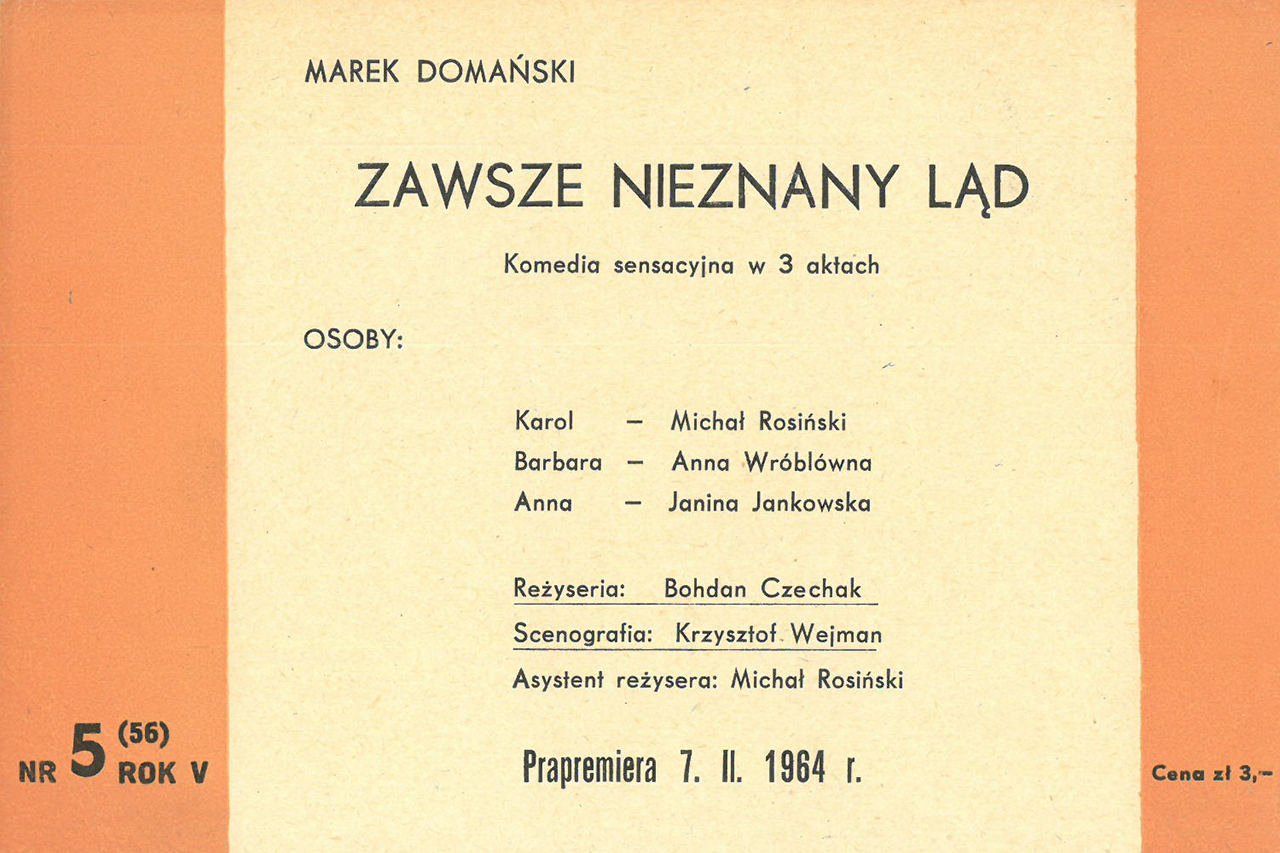 MAREK DOMAŃSKI
ZAWSZE NIEZNANY LĄD
Komedia sensacyjna w 3 aktach
OSOBY:
Karol — Michał Rosiński
Barbara — Anna Wróblówna
Anna — Janina Jankowska
Reżyseria: Bohdan Czechak
Scenografia: Krzysztof Wejman
Asystent reżysera: Michał Rosiński
Prapremiera 7. II. 1964 r.
NR 5 (56) ROK V
Cena zł 3,—